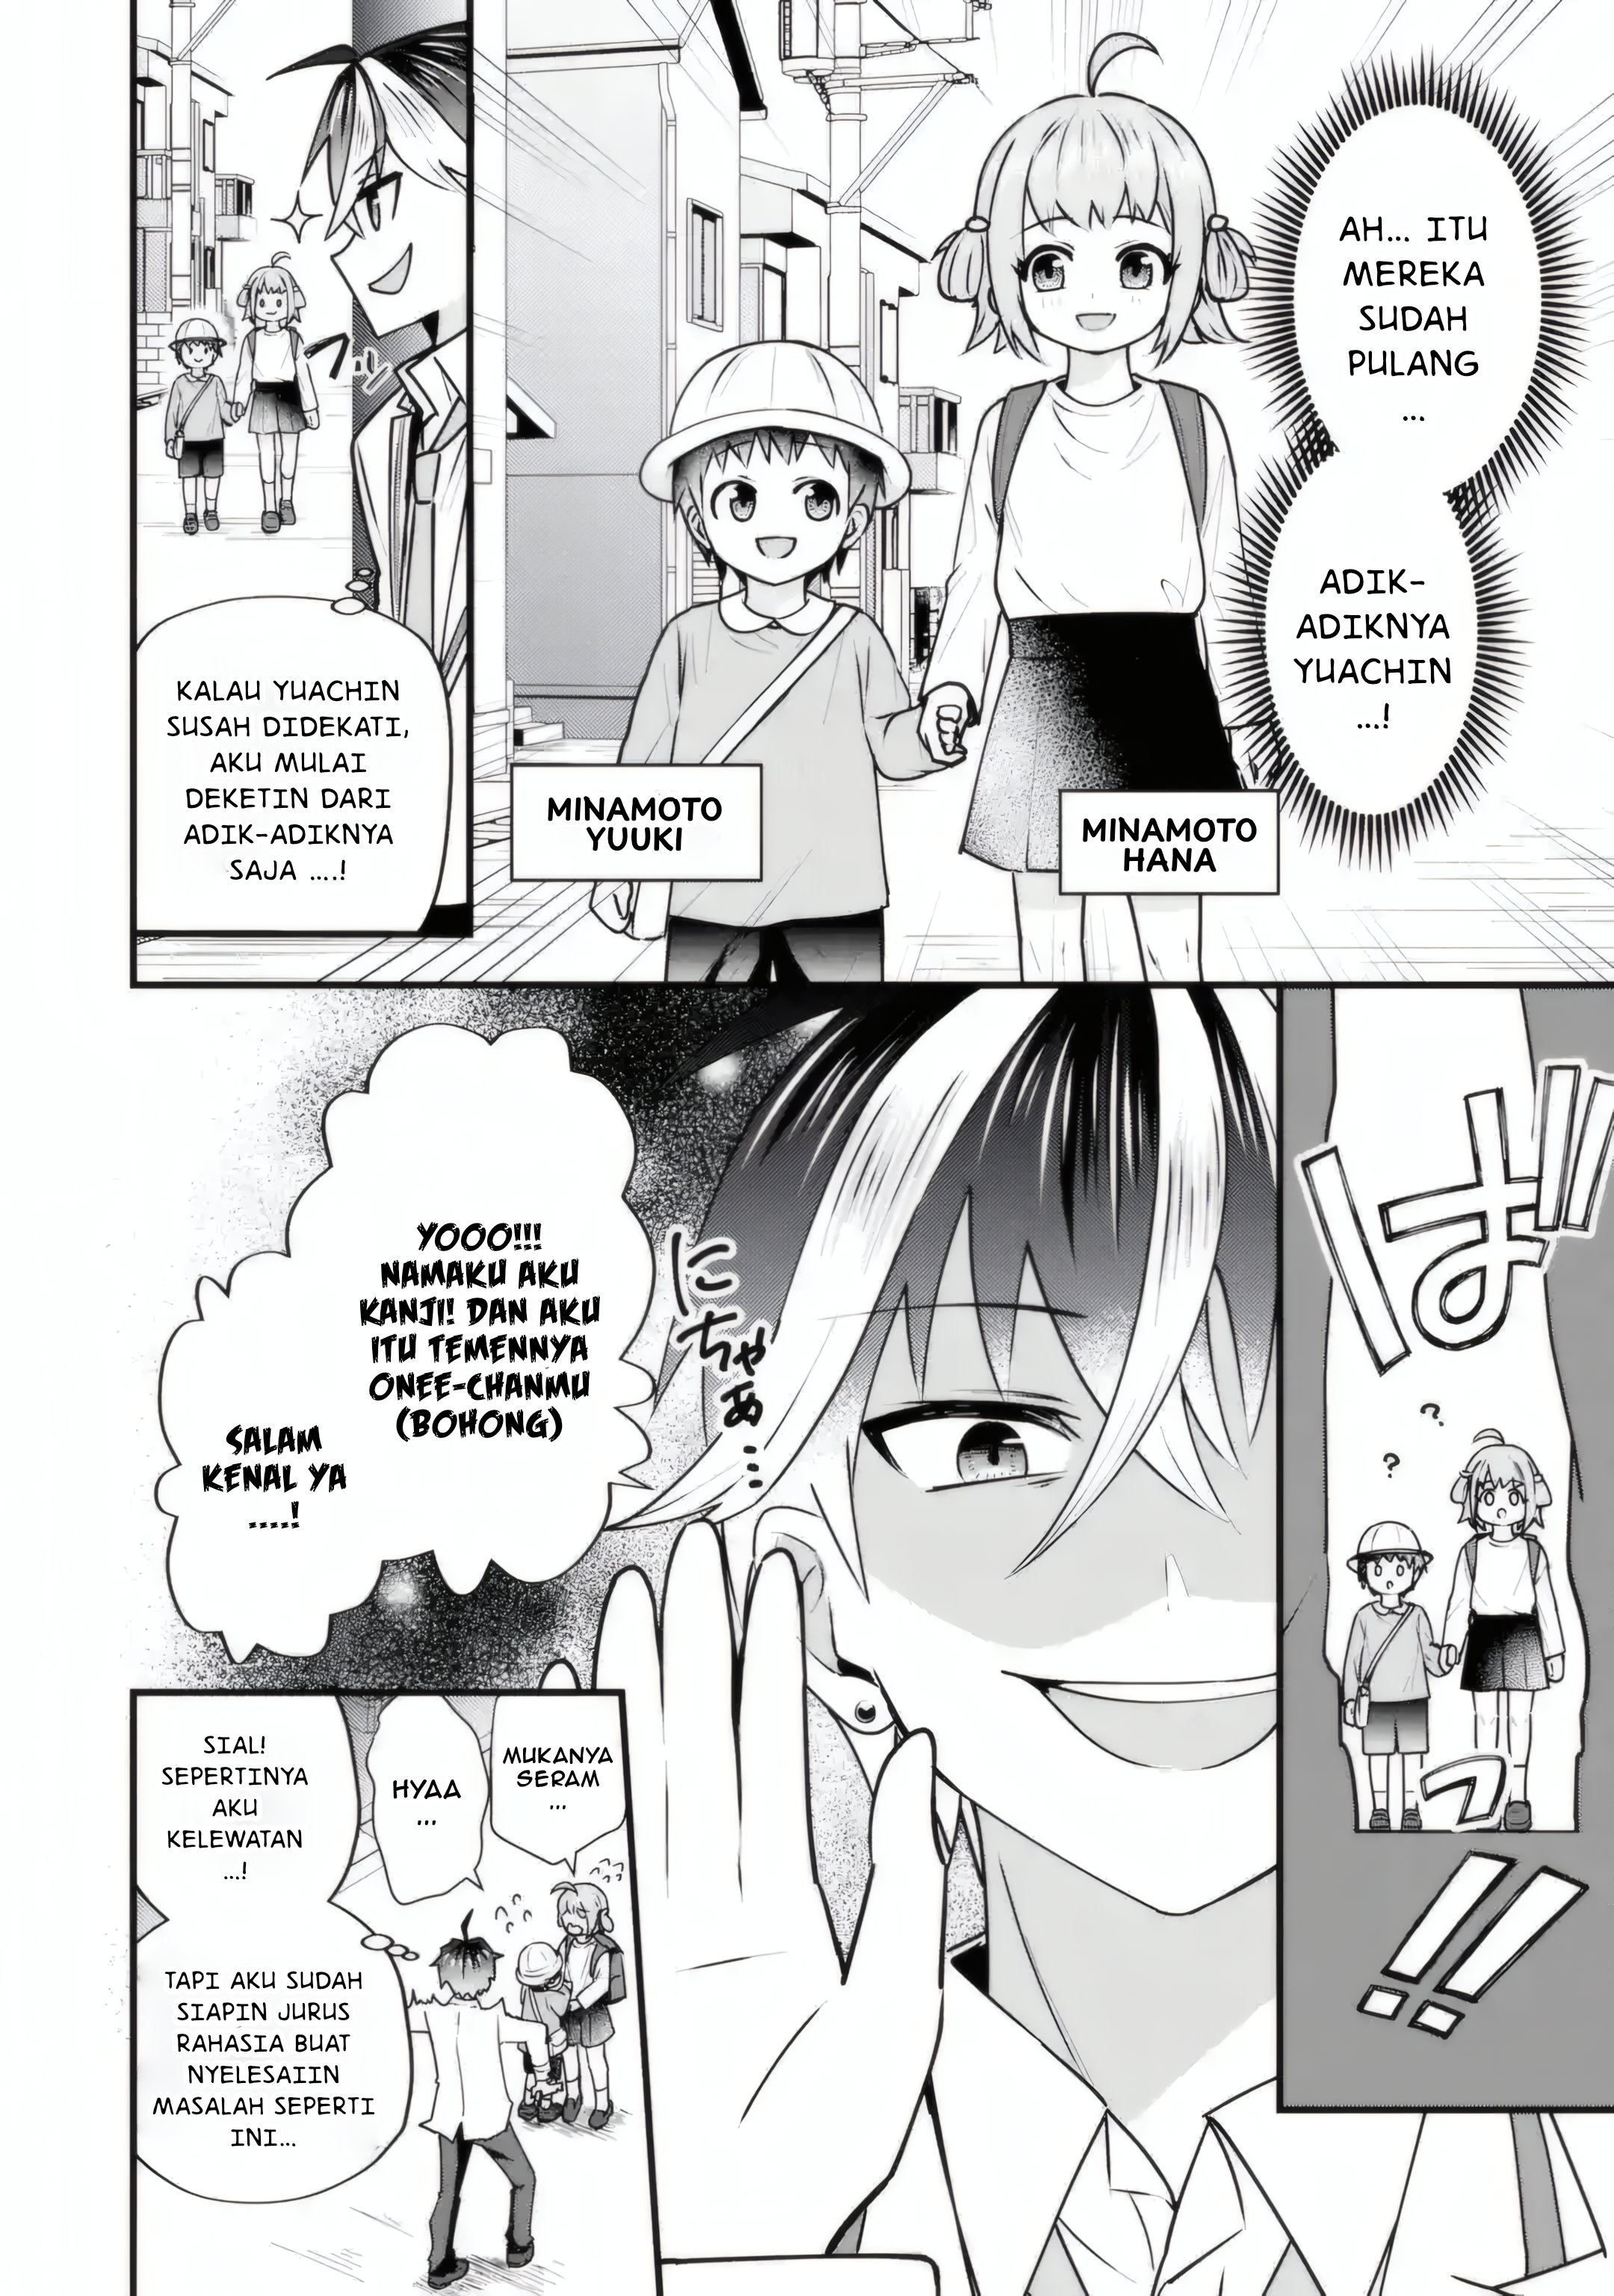 AH... ITU
MEREKA
SUDAH
PULANG
...
ADIK-
ADIKNYA
YUACHIN
...!
MINAMOTO
HANA
MINAMOTO
YUUKI
フッ
KALAU YUACHIN
SUSAH DIDEKATI,
AKU MULAI
DEKETIN DARI
ADIK-ADIKNYA
SAJA ....!
ばっ!!
?
?
にちゃあ…
YOOO!!!
NAMAKU AKU
KANJI! DAN AKU
ITU TEMENNYA
ONEE-CHANMU
(BOHONG)
SALAM
KENAL YA
....!
MUKANYA
SERAM
...
HYAA
...
SIAL!
SEPERTINYA
AKU
KELEWATAN
...!
TAPI AKU SUDAH
SIAPIN JURUS
RAHASIA BUAT
NYELESAIIN
MASALAH SEPERTI
INI...